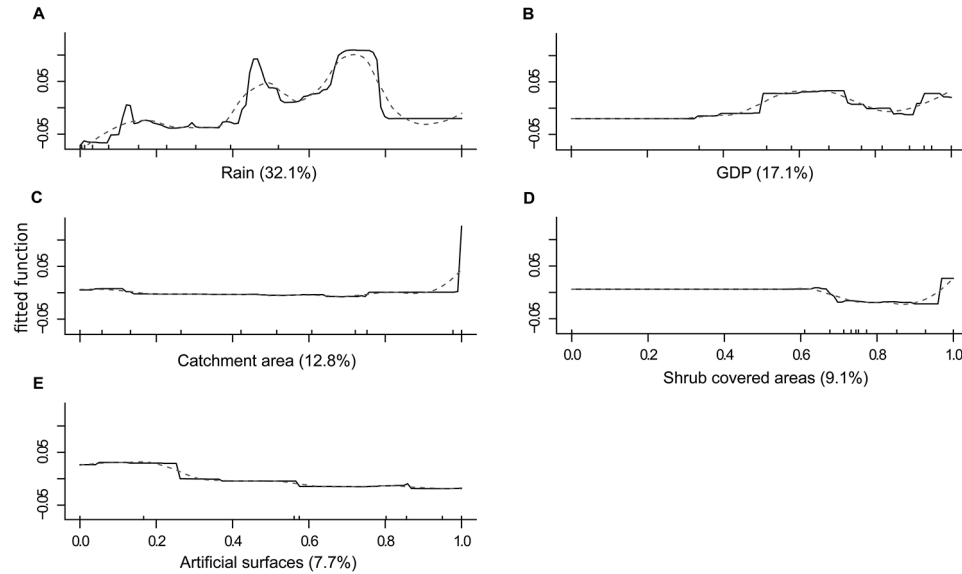 A
B
0.05
-0.05
0.05
-0.05
Rain (32.1%)
GDP (17.1%)
C
D
fitted function
0.05
-0.05
0.05
-0.05
Catchment area (12.8%)
0.0 0.2 0.4 0.6 0.8 1.0
Shrub covered areas (9.1%)
E
0.05
-0.05
0.0 0.2 0.4 0.6 0.8 1.0
Artificial surfaces (7.7%)